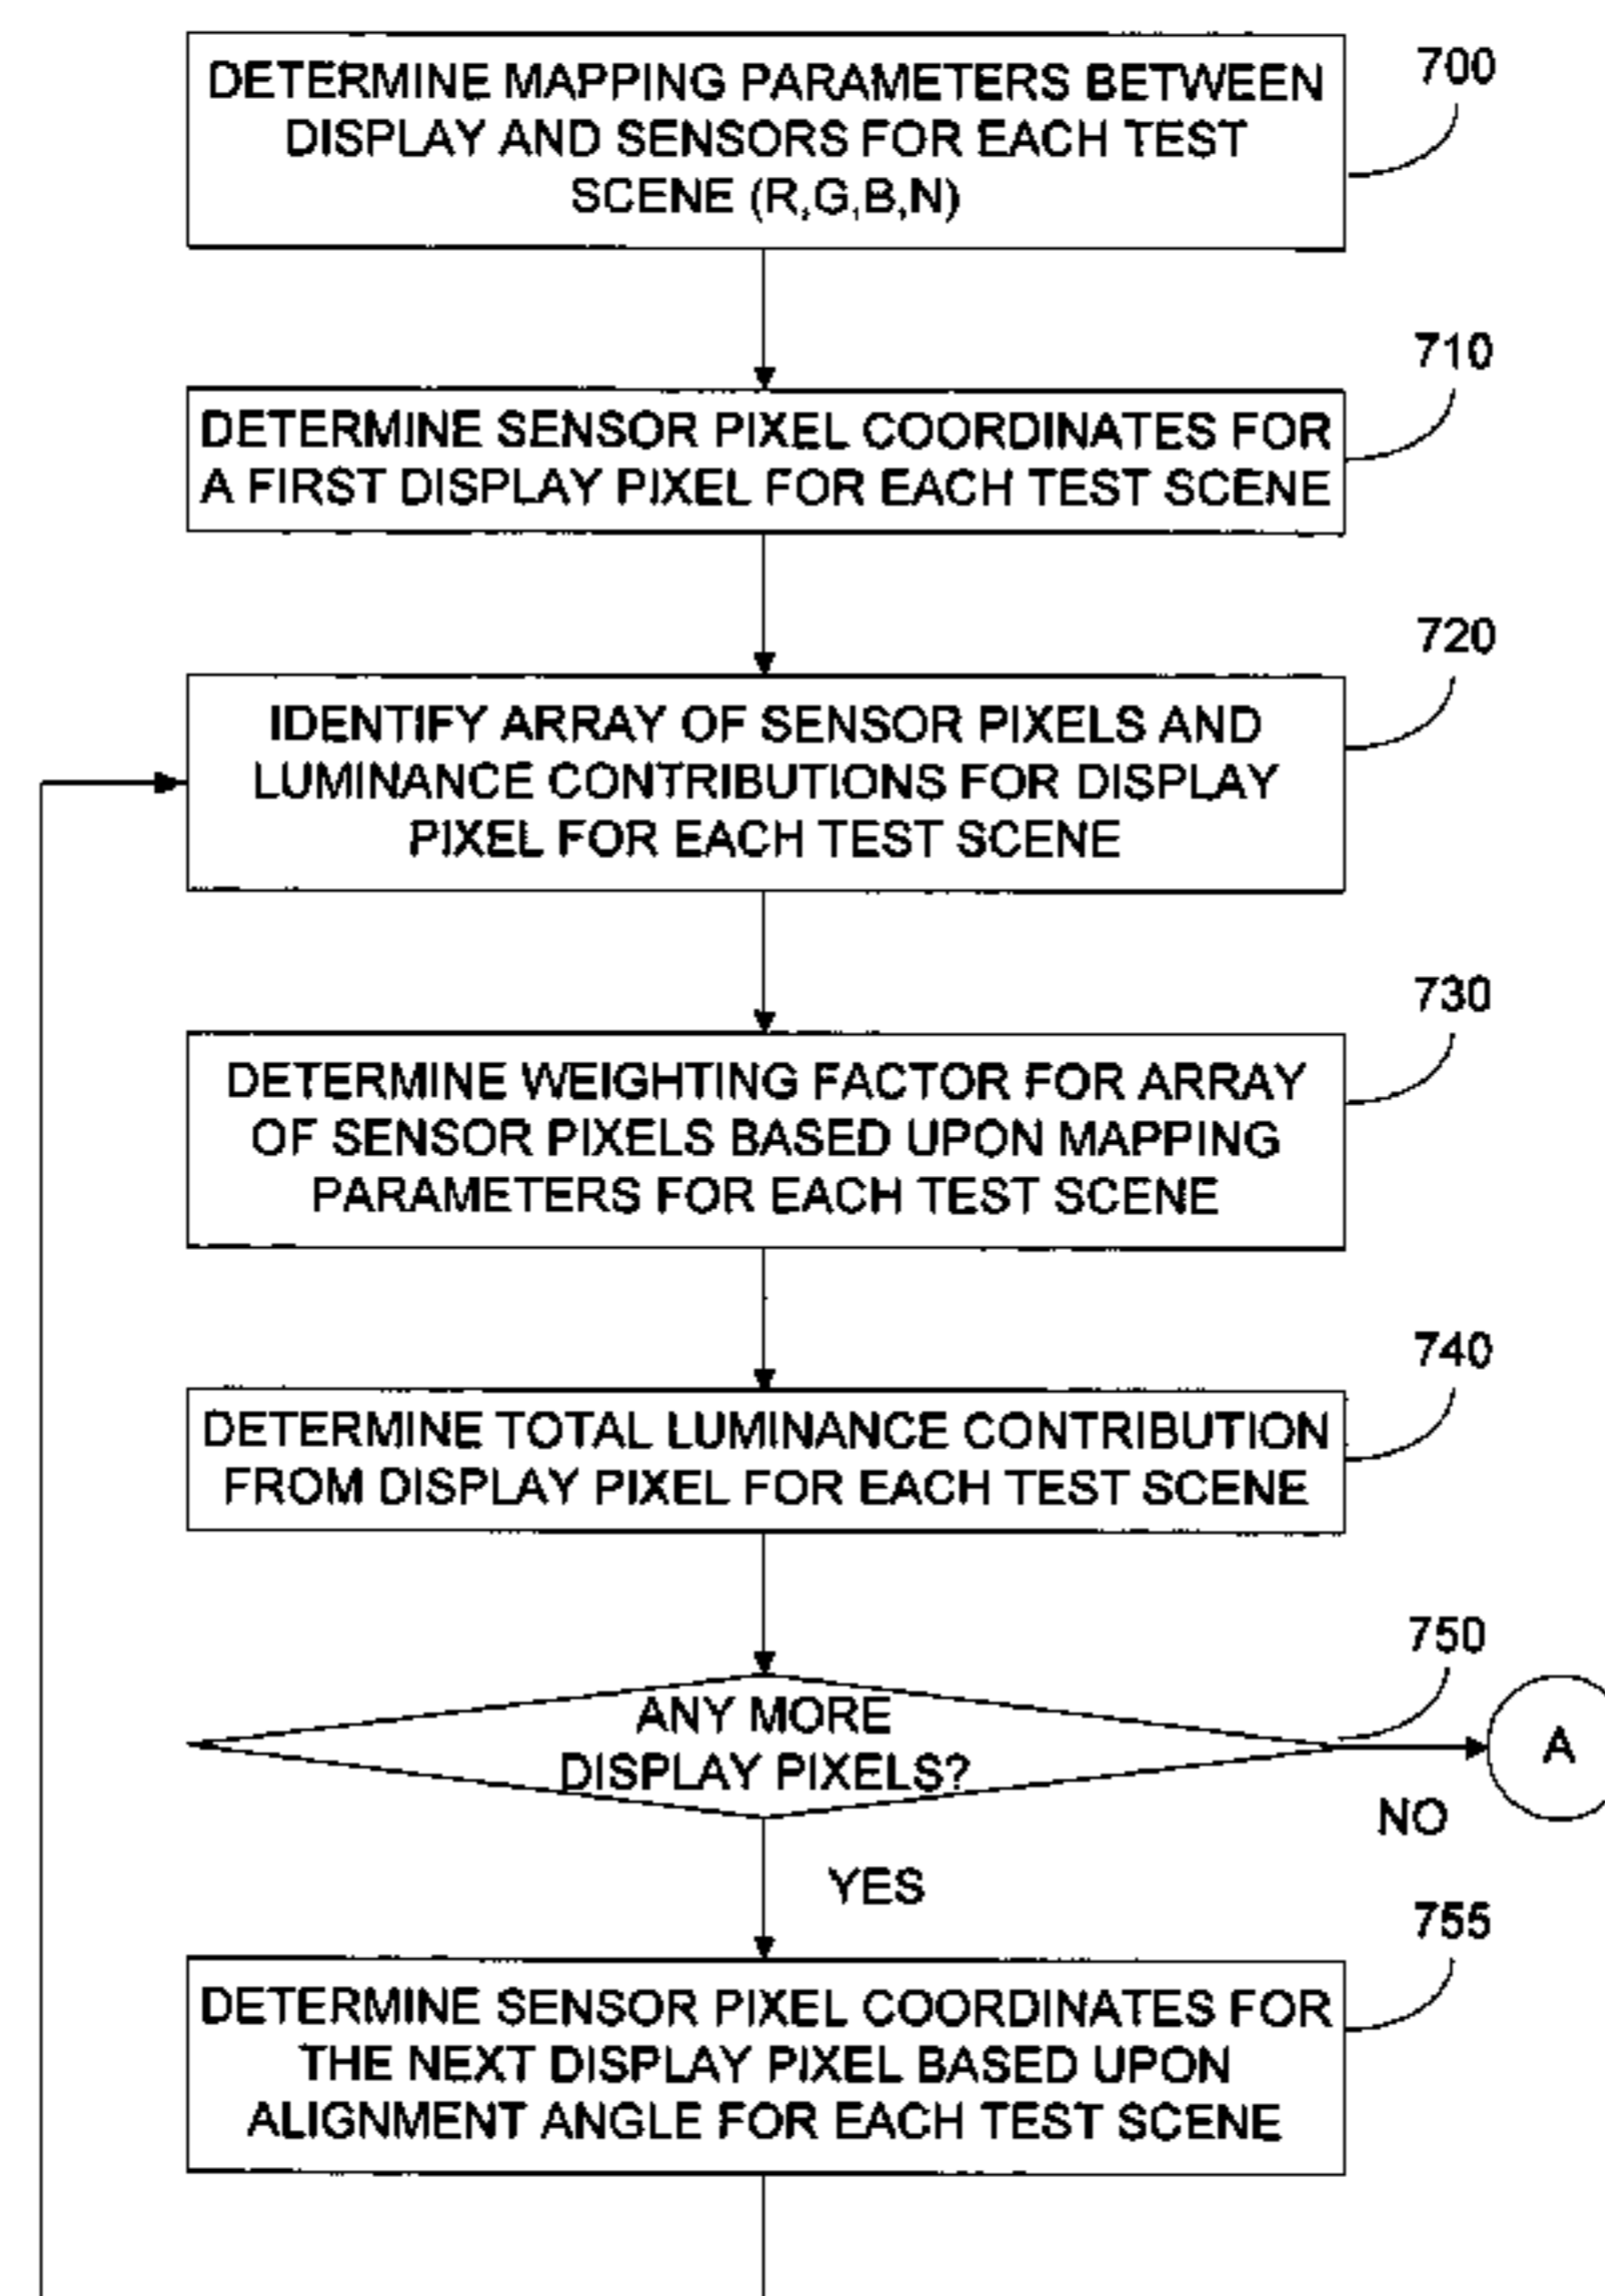 DETERMINE MAPPING PARAMETERS BETWEEN
DISPLAY AND SENSORS FOR EACH TEST
SCENE (R,G,B,N)
700
DETERMINE SENSOR PIXEL COORDINATES FOR
A FIRST DISPLAY PIXEL FOR EACH TEST SCENE
710
IDENTIFY ARRAY OF SENSOR PIXELS AND
LUMINANCE CONTRIBUTIONS FOR DISPLAY
PIXEL FOR EACH TEST SCENE
720
DETERMINE WEIGHTING FACTOR FOR ARRAY
OF SENSOR PIXELS BASED UPON MAPPING
PARAMETERS FOR EACH TEST SCENE
730
DETERMINE TOTAL LUMINANCE CONTRIBUTION
FROM DISPLAY PIXEL FOR EACH TEST SCENE
740
ANY MORE
DISPLAY PIXELS?
750
A
NO
YES
DETERMINE SENSOR PIXEL COORDINATES FOR
THE NEXT DISPLAY PIXEL BASED UPON
ALIGNMENT ANGLE FOR EACH TEST SCENE
755